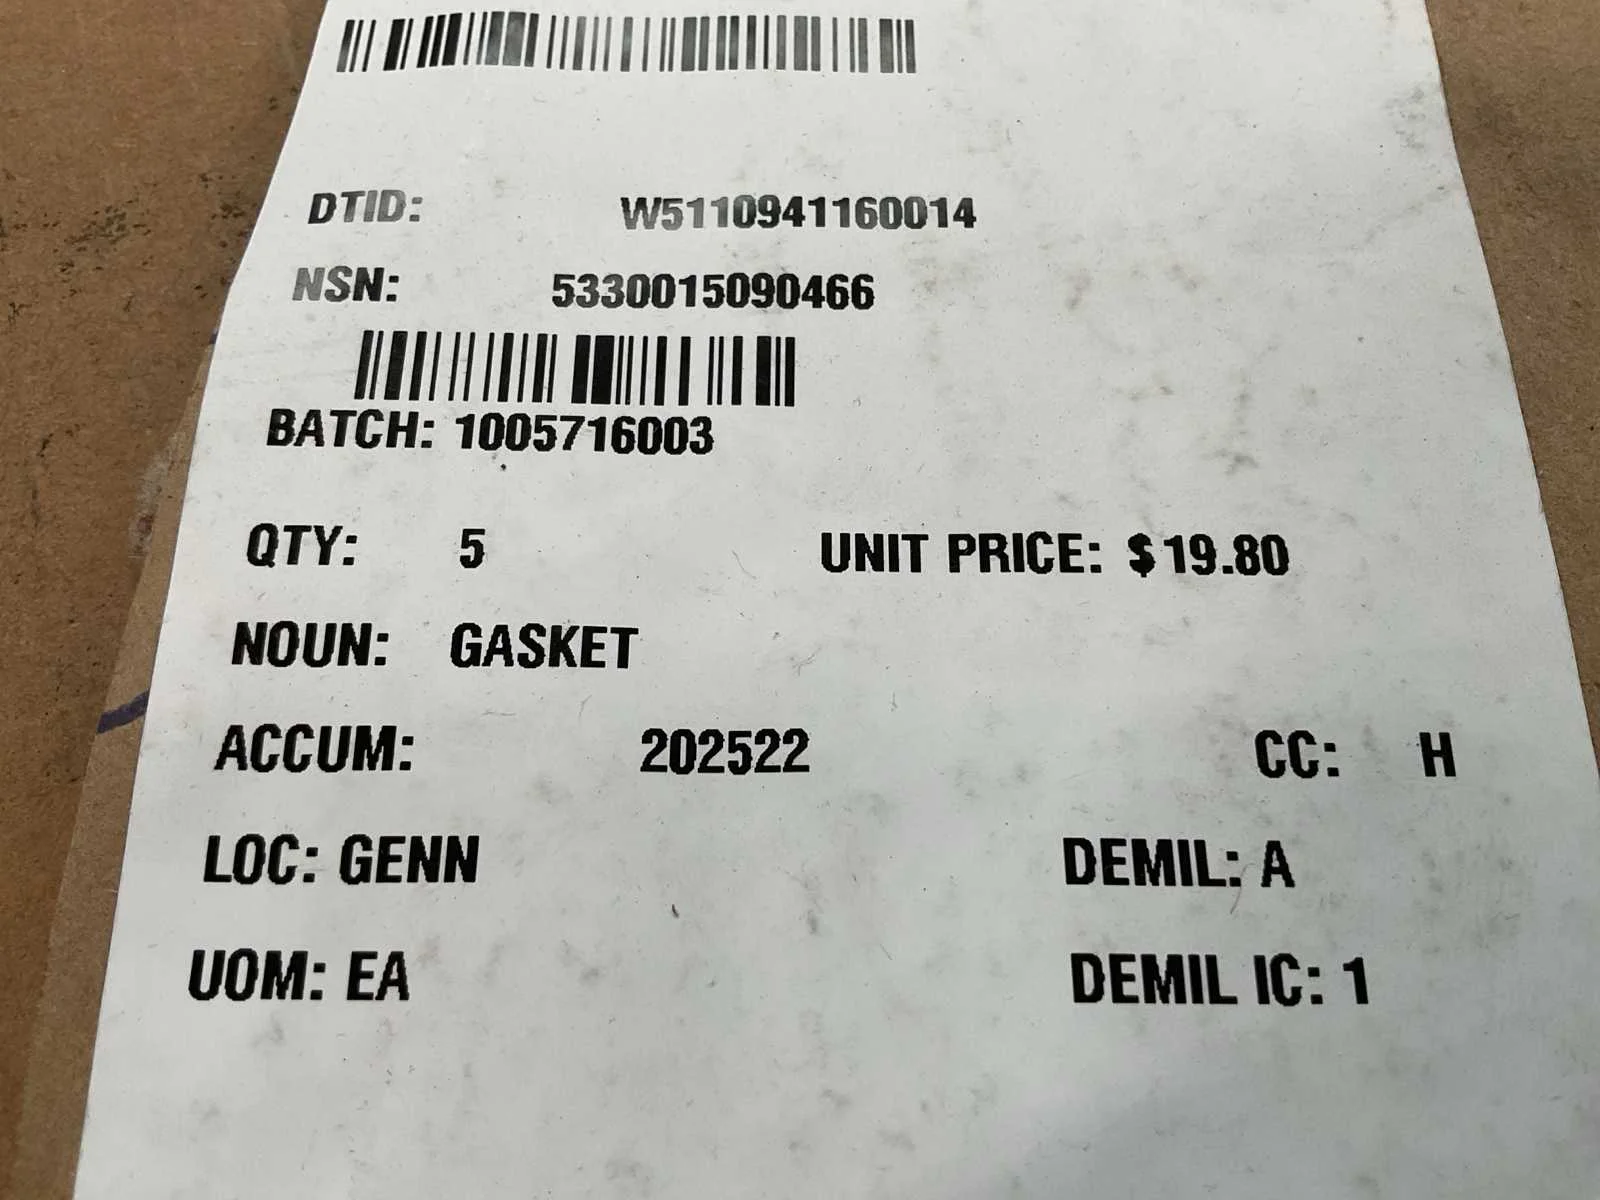 DTID: W5110941160014
NSN: 5330015090466
BATCH: 1005716003
QTY: 5 UNIT PRICE: $19.80
NOUN: GASKET
ACCUM: 202522 CC: H
LOC: GENN DEMIL: A
UOM: EA DEMIL IC: 1